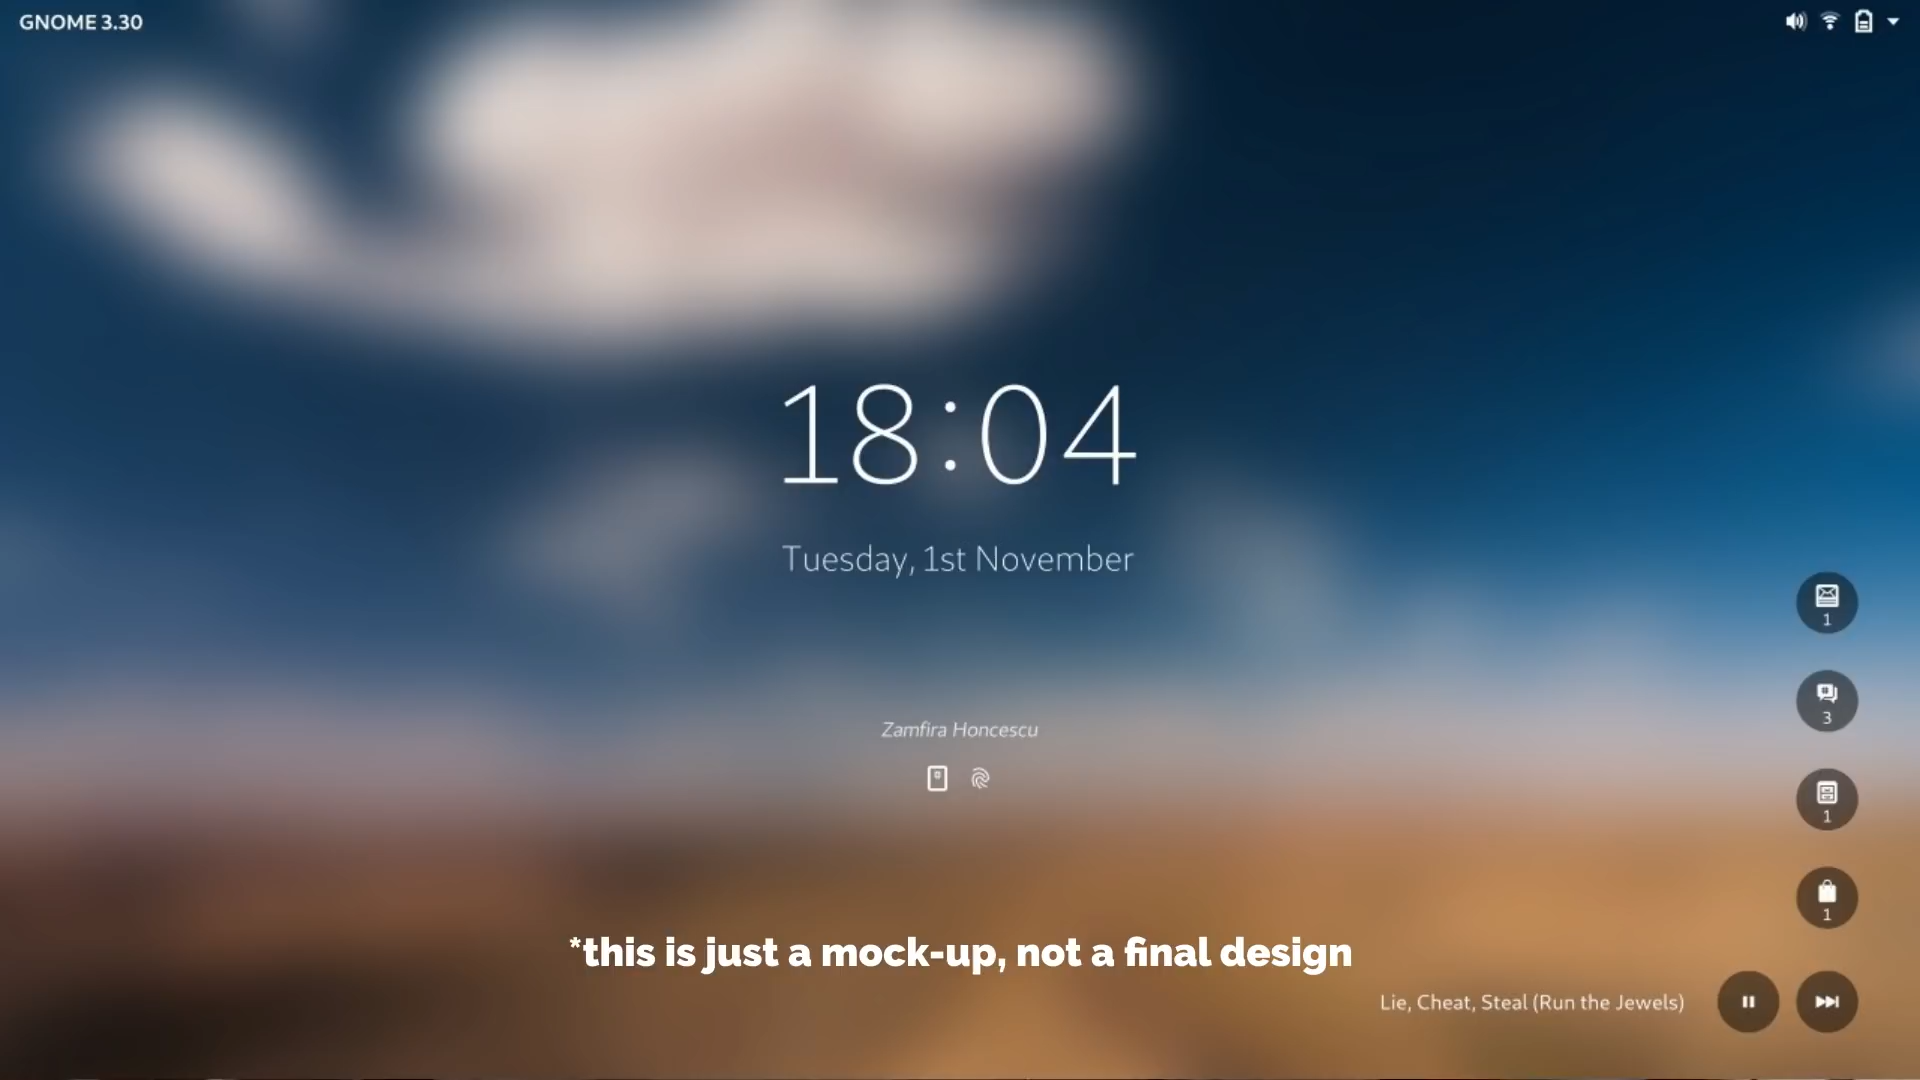 GNOME 3.30
18:04
Tuesday, 1st November
Zamfira Honcescu
1
3
1
1
*this is just a mock-up, not a final design
Lie, Cheat, Steal (Run the Jewels)